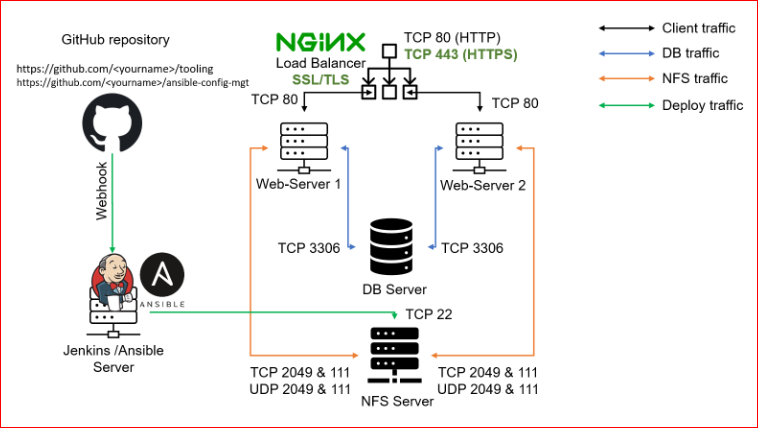 GitHub repository
https://github.com/<yourname>/tooling
https://github.com/<yourname>/ansible-config-mgt
Webhook
A
ANSIBLE
Jenkins /Ansible
Server
NGiNX
Load Balancer
SSL/TLS
TCP 80 (HTTP)
TCP 443 (HTTPS)
TCP 80
TCP 80
Web-Server 1
Web-Server 2
TCP 3306
TCP 3306
DB Server
TCP 22
TCP 2049 & 111
UDP 2049 & 111
TCP 2049 & 111
UDP 2049 & 111
NFS Server
Client traffic
DB traffic
NFS traffic
Deploy traffic